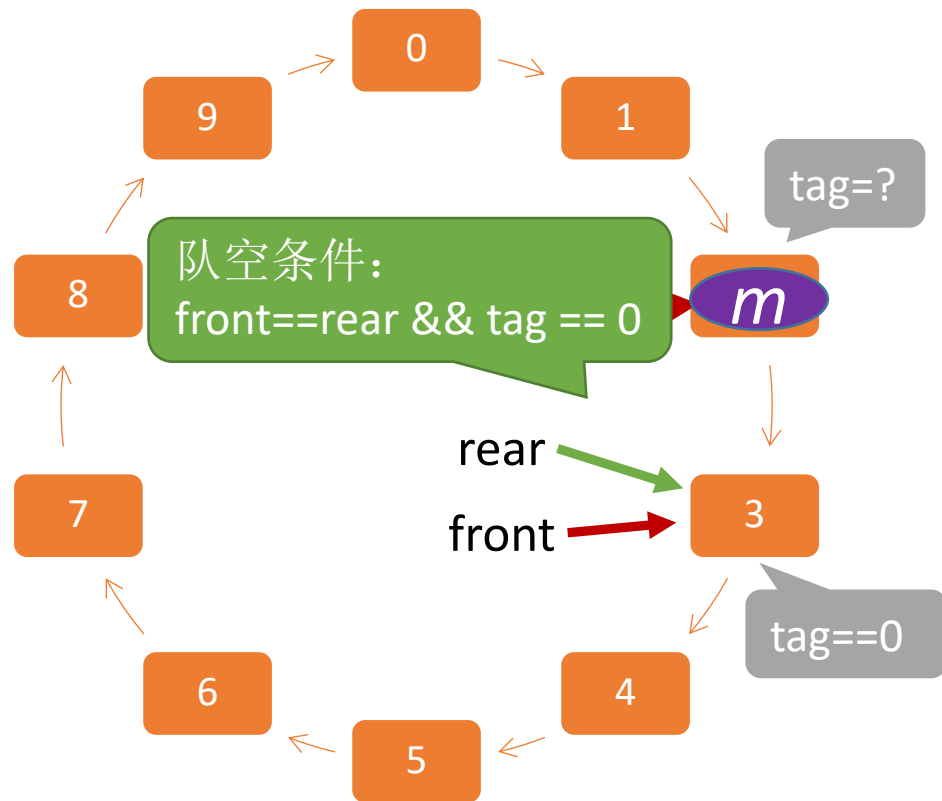 0
9
1
tag=?
队空条件：
front==rear && tag == 0
8
m
rear
front
7
3
tag==0
6
4
5